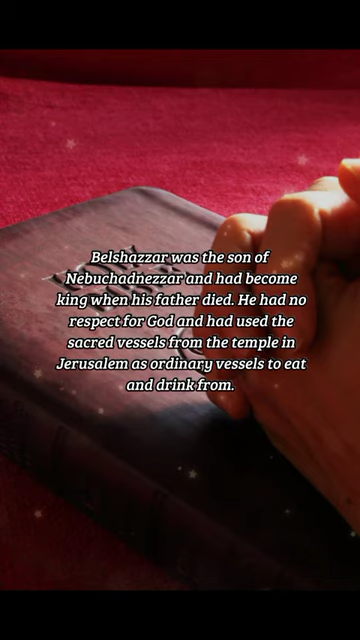 Belshazzar was the son of
Nebuchadnezzar and had become
king when his father died. He had no
respect for God and had used the
sacred vessels from the temple in
Jerusalem as ordinary vessels to eat
and drink from.